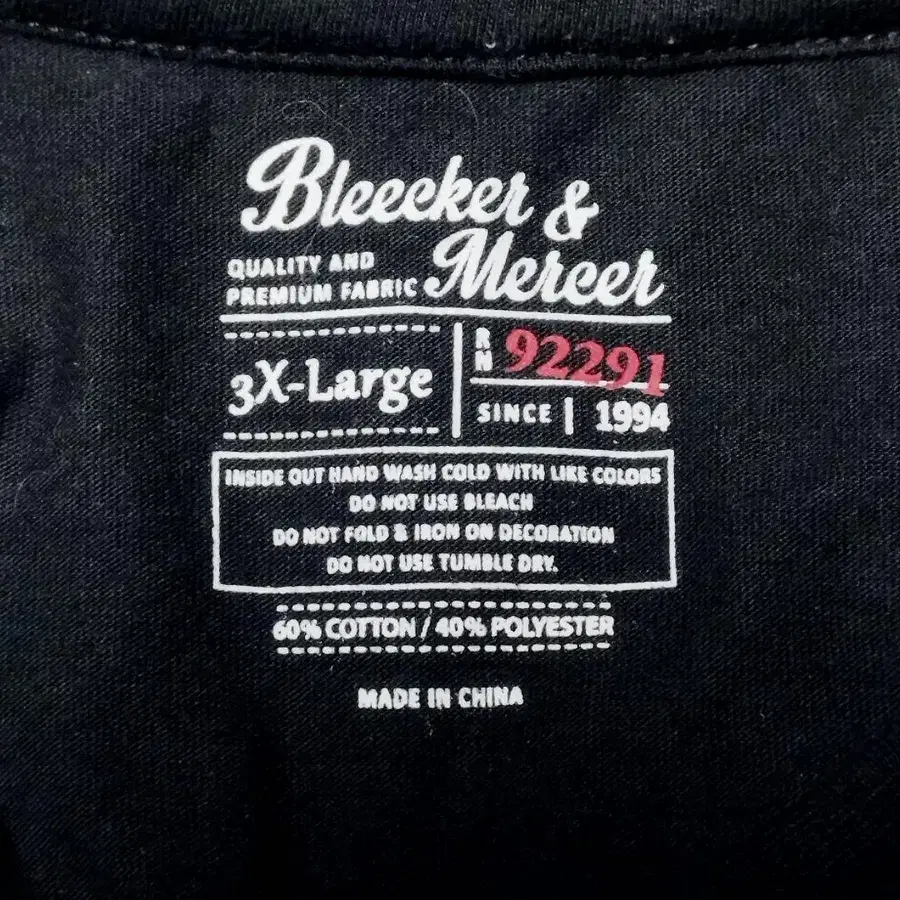 Bleecker &
Mercer
QUALITY AND
PREMIUM FABRIC
3X-Large
RN 92291
SINCE | 1994
INSIDE OUT HAND WASH COLD WITH LIKE COLORS
DO NOT USE BLEACH
DO NOT FOLD & IRON ON DECORATION
DO NOT USE TUMBLE DRY.
60% COTTON / 40% POLYESTER
MADE IN CHINA